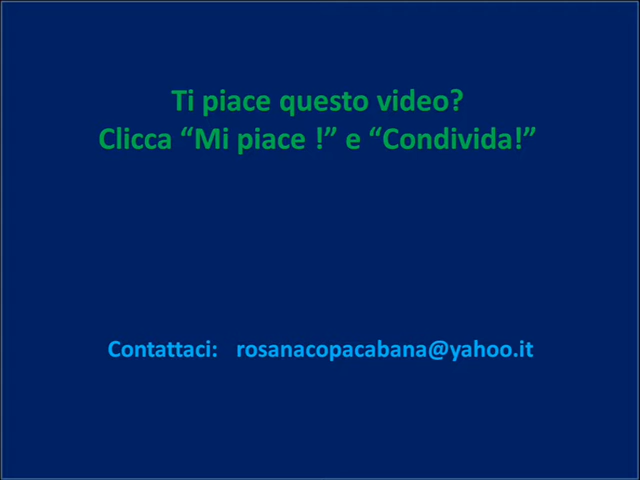 Ti piace questo video?
Clicca “Mi piace !” e “Condivida!”
Contattaci: rosanacopacabana@yahoo.it